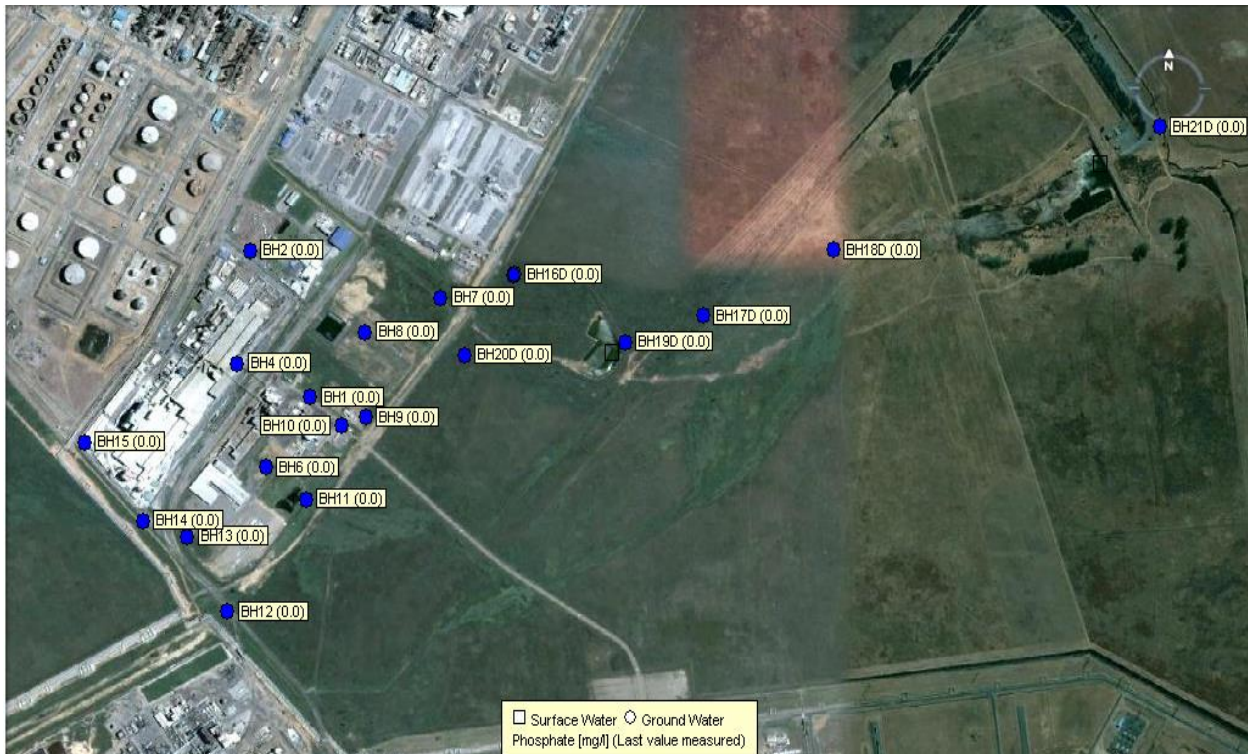 N
BH21D (0.0)
BH2 (0.0)
BH18D (0.0)
BH16D (0.0)
BH7 (0.0)
BH17D (0.0)
BH8 (0.0)
BH19D (0.0)
BH20D (0.0)
BH4 (0.0)
BH1 (0.0)
BH9 (0.0)
BH10 (0.0)
BH15 (0.0)
BH6 (0.0)
BH11 (0.0)
BH14 (0.0)
BH13 (0.0)
BH12 (0.0)
Surface Water Ground Water
Phosphate [mg/l] (Last value measured)